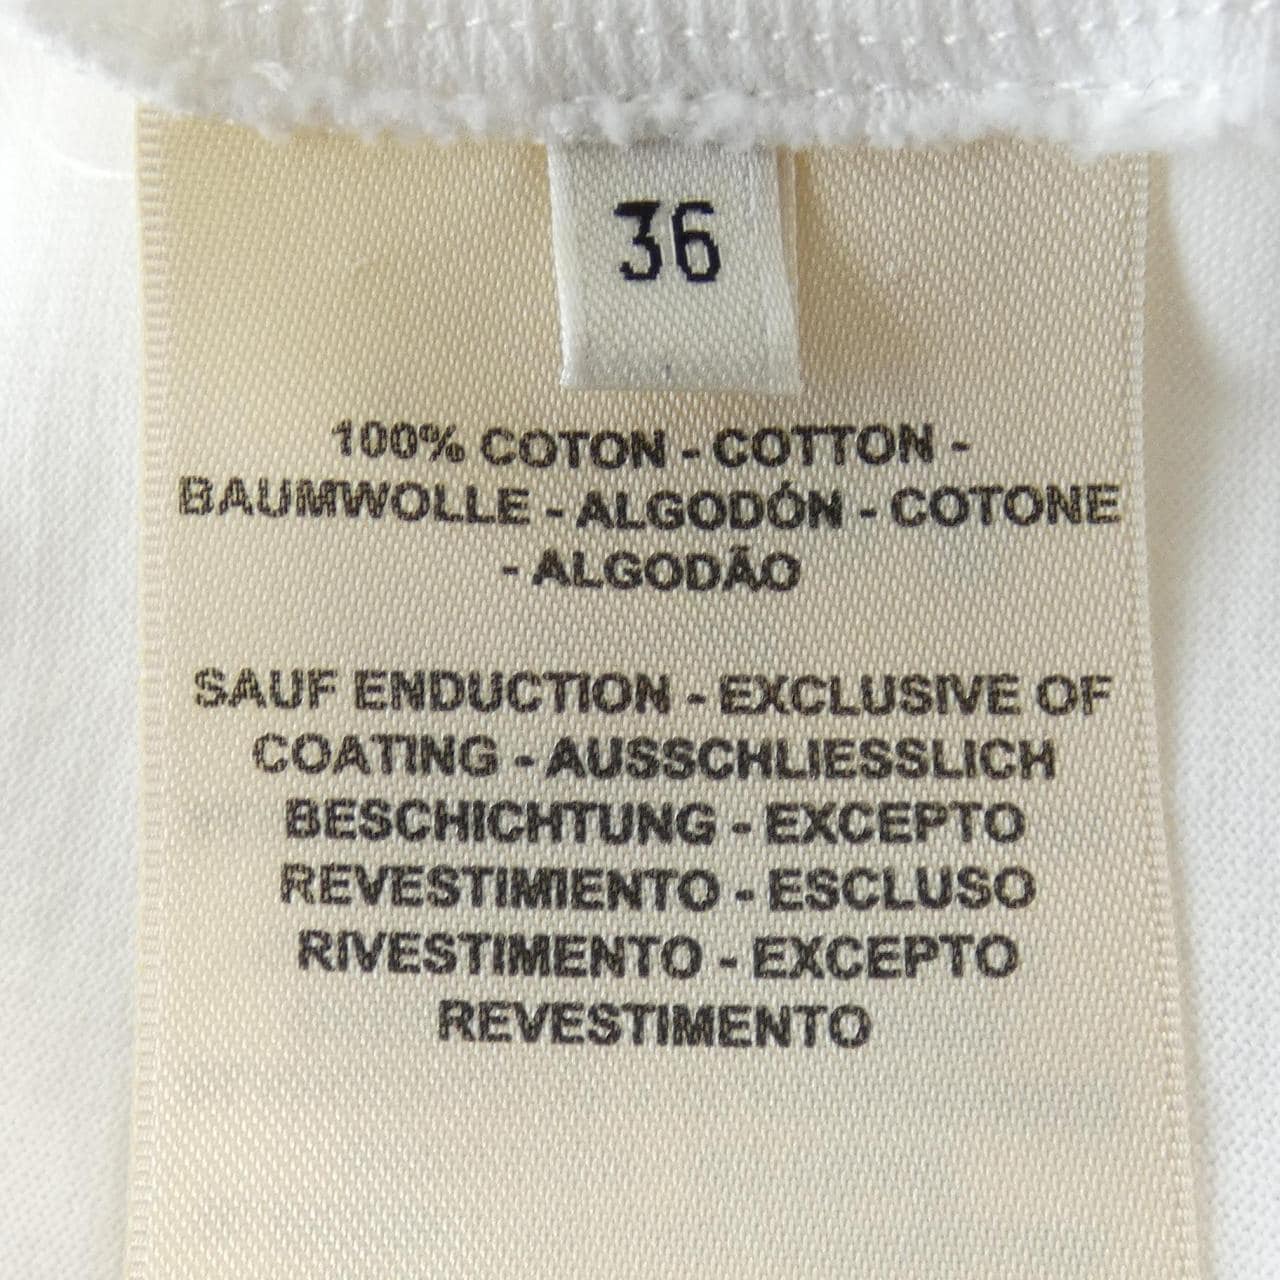 36
100% COTON - COTTON -
BAUMWOLLE - ALGODÓN - COTONE
- ALGODÃO
SAUF ENDUCTION - EXCLUSIVE OF
COATING - AUSSCHLIESSLICH
BESCHICHTUNG - EXCEPTO
REVESTIMIENTO - ESCLUSO
RIVESTIMENTO - EXCEPTO
REVESTIMENTO